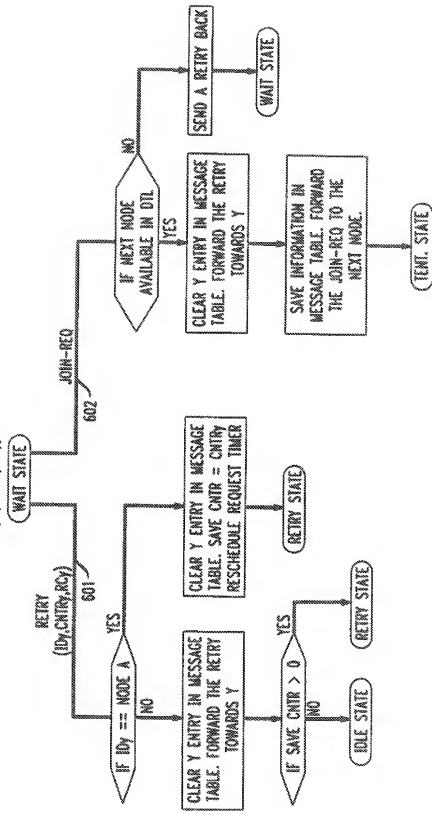 WAIT STATE
RETRY
(IDy,CNTRy,RCy)
601
JOIN-REQ
602
IF IDy == NODE A
YES
NO
CLEAR Y ENTRY IN MESSAGE
TABLE. SAVE CNTR = CNTRy
RESCHEDULE REQUEST TIMER
RETRY STATE
CLEAR Y ENTRY IN MESSAGE
TABLE. FORWARD THE RETRY
TOWARDS Y
IF SAVE CNTR > 0
YES
NO
IDLE STATE
RETRY STATE
IF NEXT NODE
AVAILABLE IN DTL
NO
YES
SEND A RETRY BACK
WAIT STATE
CLEAR Y ENTRY IN MESSAGE
TABLE. FORWARD THE RETRY
TOWARDS Y
SAVE INFORMATION IN
MESSAGE TABLE. FORWARD
THE JOIN-REQ TO THE
NEXT NODE.
TENT. STATE